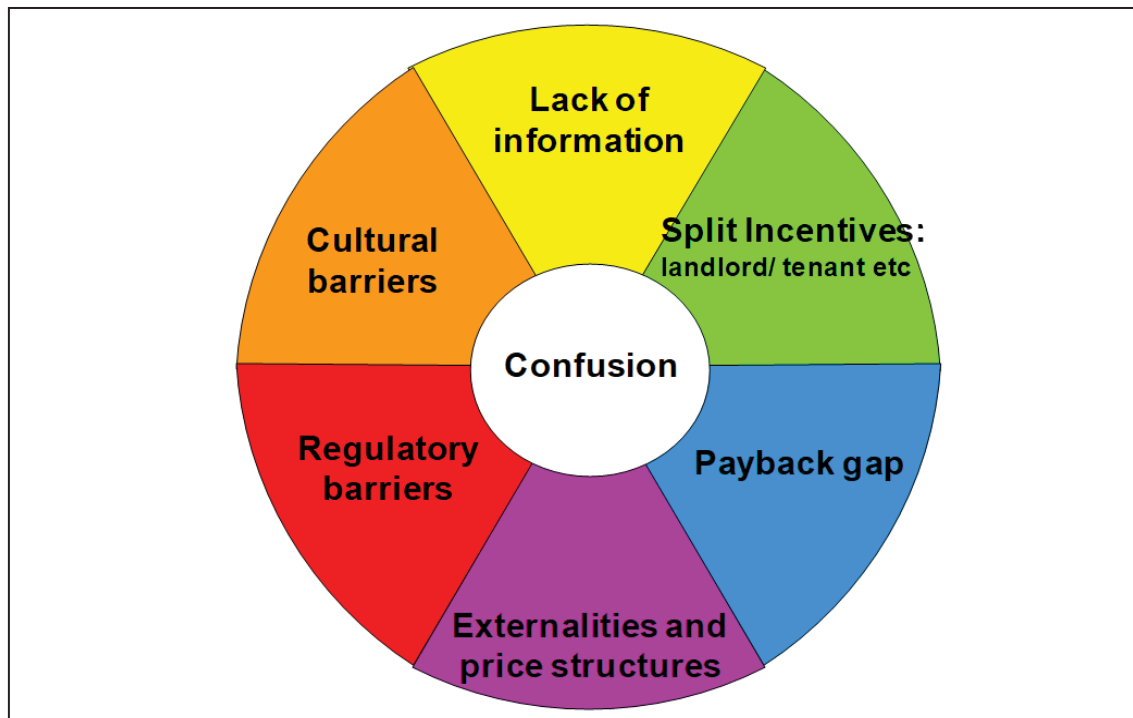 Lack of
information
Split Incentives:
landlord/ tenant etc
Cultural
barriers
Confusion
Regulatory
barriers
Payback gap
Externalities and
price structures